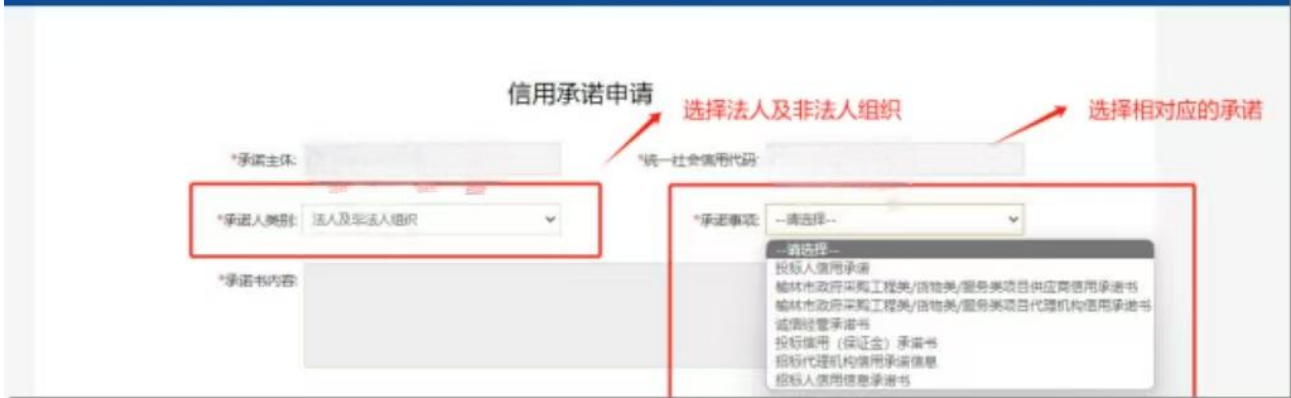 信用承诺申请
选择法人及非法人组织
选择相对应的承诺
*承诺主体:
*统一社会信用代码:
*承诺人类别: 法人及非法人组织
*承诺事项: --请选择--
--请选择--
投标人信用承诺
榆林市政府采购工程类/货物类/服务类项目供应商信用承诺书
榆林市政府采购工程类/货物类/服务类项目代理机构信用承诺书
诚信经营承诺书
投标信用（保证金）承诺书
招标代理机构信用承诺信息
招标人信用信息承诺书
*承诺书内容: